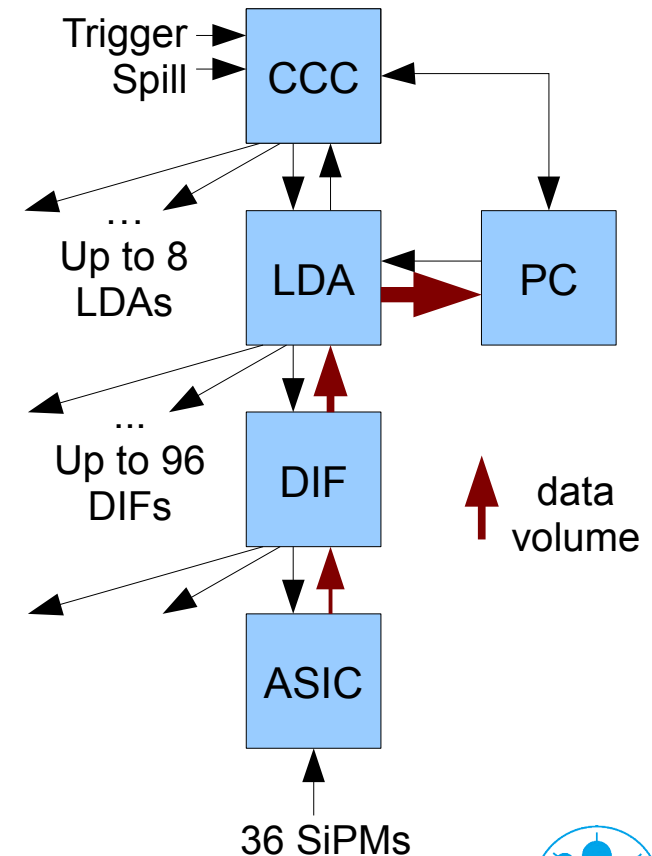 Trigger
Spill
CCC
...
Up to 8
LDAs
LDA
PC
...
Up to 96
DIFs
DIF
data
volume
ASIC
36 SiPMs